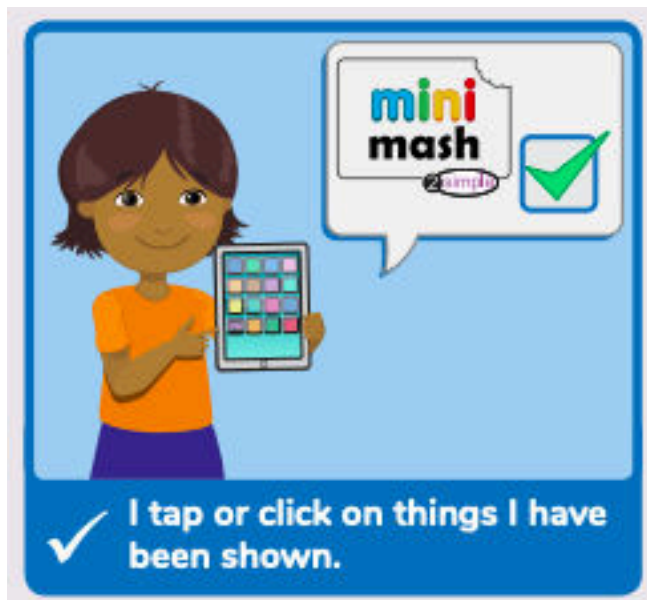 mini
mash
2simple
I tap or click on things I have
been shown.